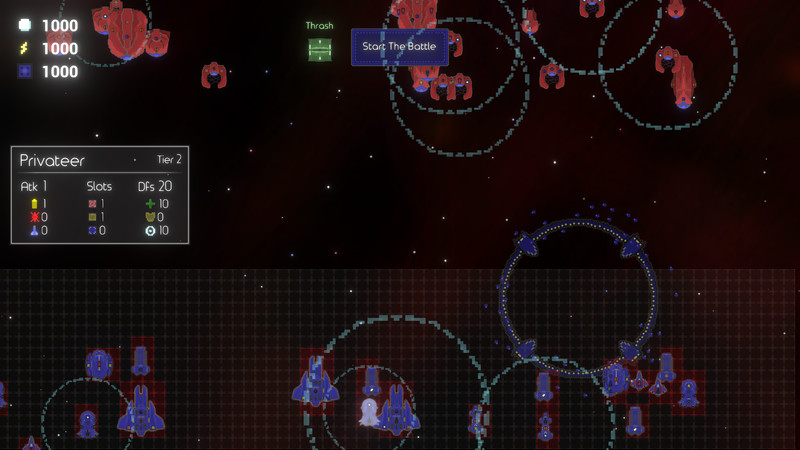 1000
1000
1000
Thrash
Start The Battle
Privateer Tier 2
Atk 1 Slots Dfs 20
1 1 10
0 1 0
0 0 10